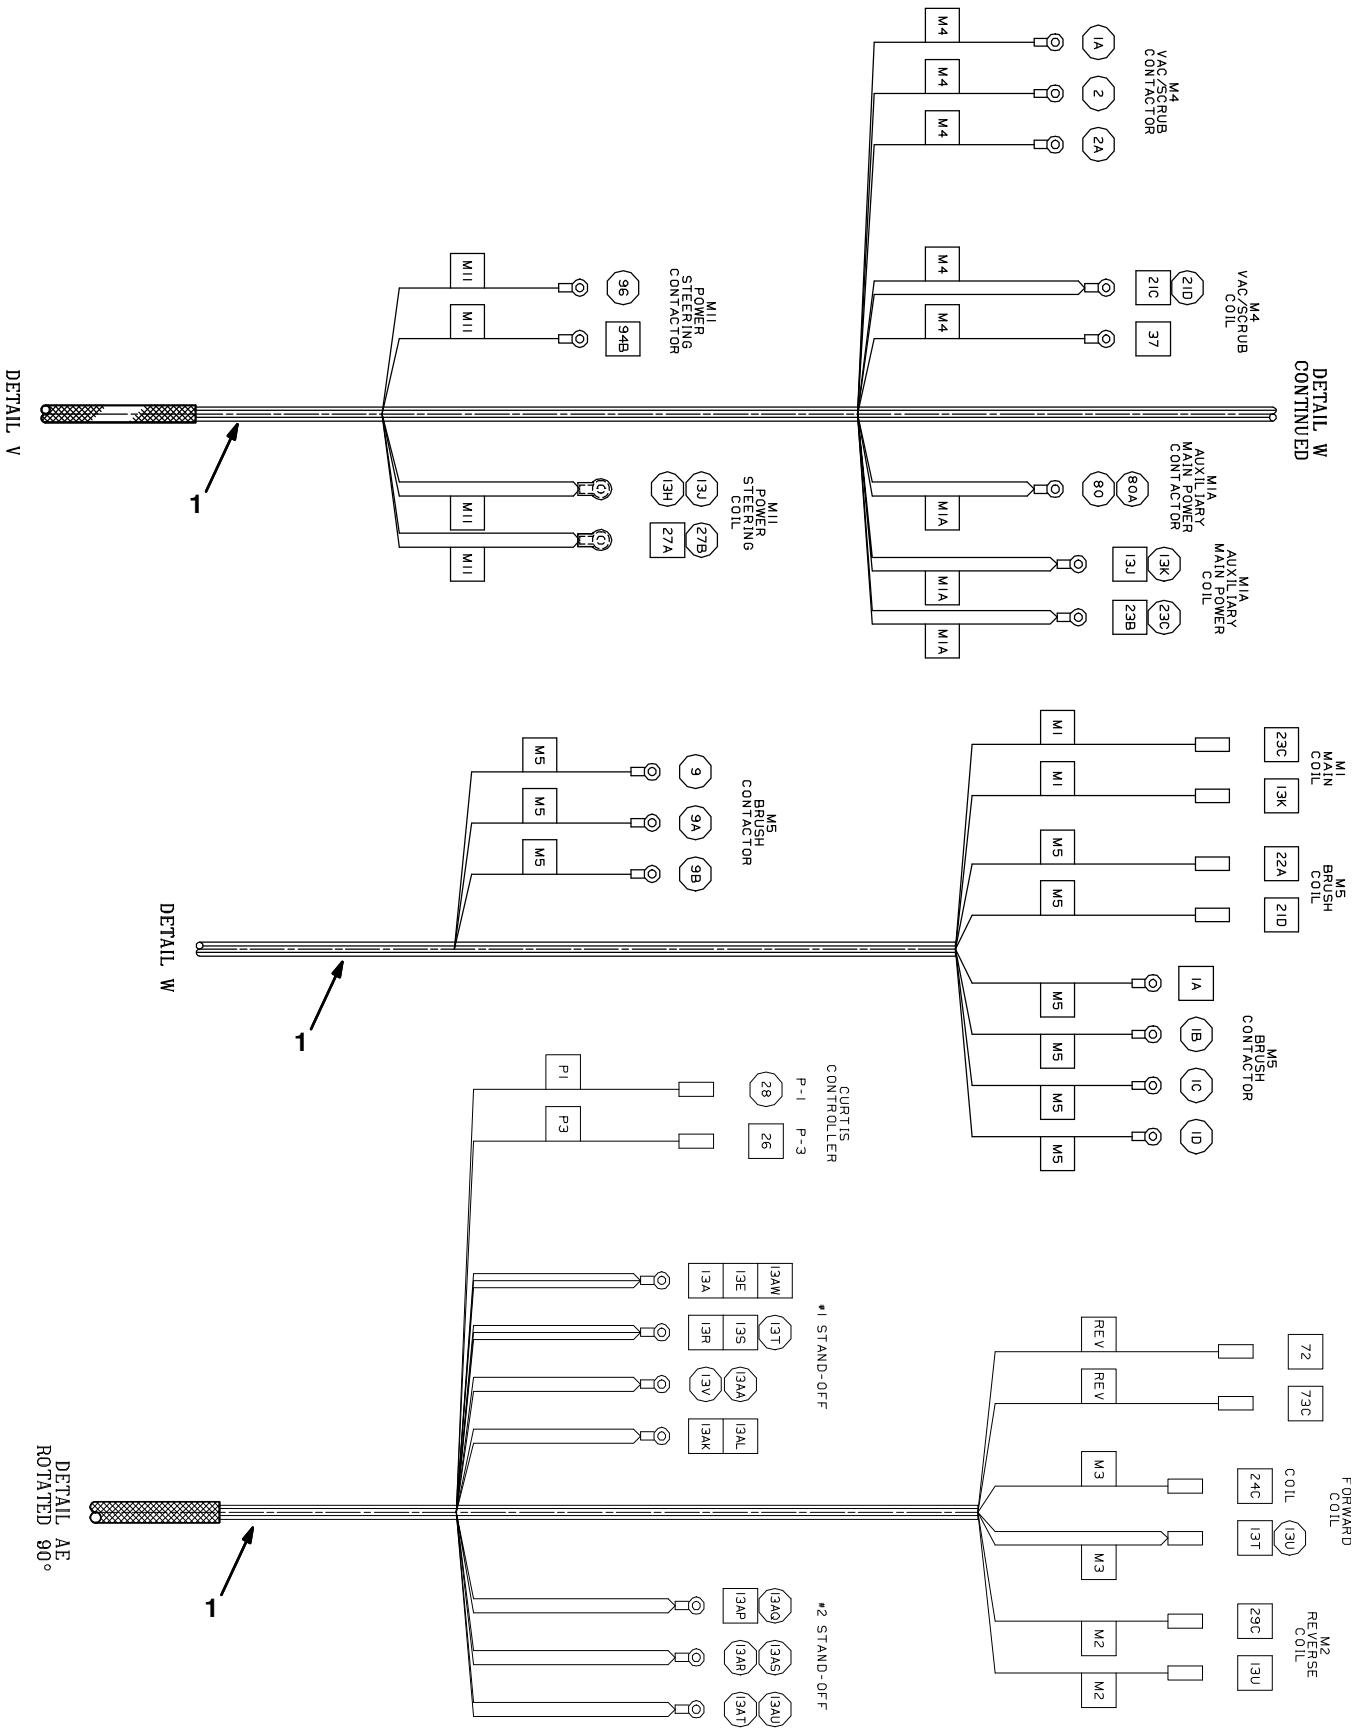 DETAIL W
CONTINUED
M4
VAC/SCRUB
CONTACTOR
1A
2
2A
M4
M4
M4
M4
VAC/SCRUB
COIL
21C
21D
37
M4
M4
M1A
AUXILIARY
MAIN POWER
CONTACTOR
80
80A
M1A
M1A
AUXILIARY
MAIN POWER
COIL
13J
13K
23B
23C
M1A
M1A
M11
POWER
STEERING
CONTACTOR
96
94B
M11
M11
M11
POWER
STEERING
COIL
13H
13J
27A
27B
M11
M11
1
DETAIL V
M1
MAIN
COIL
23C
13K
M1
M1
M5
BRUSH
COIL
22A
21D
M5
M5
M5
BRUSH
CONTACTOR
1A
1B
1C
1D
M5
M5
M5
M5
M5
BRUSH
CONTACTOR
9
9A
9B
M5
M5
M5
1
DETAIL W
72
73C
REV
REV
FORWARD
COIL
COIL
24C
13T
13U
M3
M3
M2
REVERSE
COIL
29C
13U
M2
M2
CURTIS
CONTROLLER
P-1
P-3
28
26
P1
P3
#1 STAND-OFF
13A
13E
13AW
13R
13S
13T
13V
13AA
13AK
13AL
#2 STAND-OFF
13AP
13AQ
13AR
13AS
13AT
13AU
1
DETAIL AE
ROTATED 90°